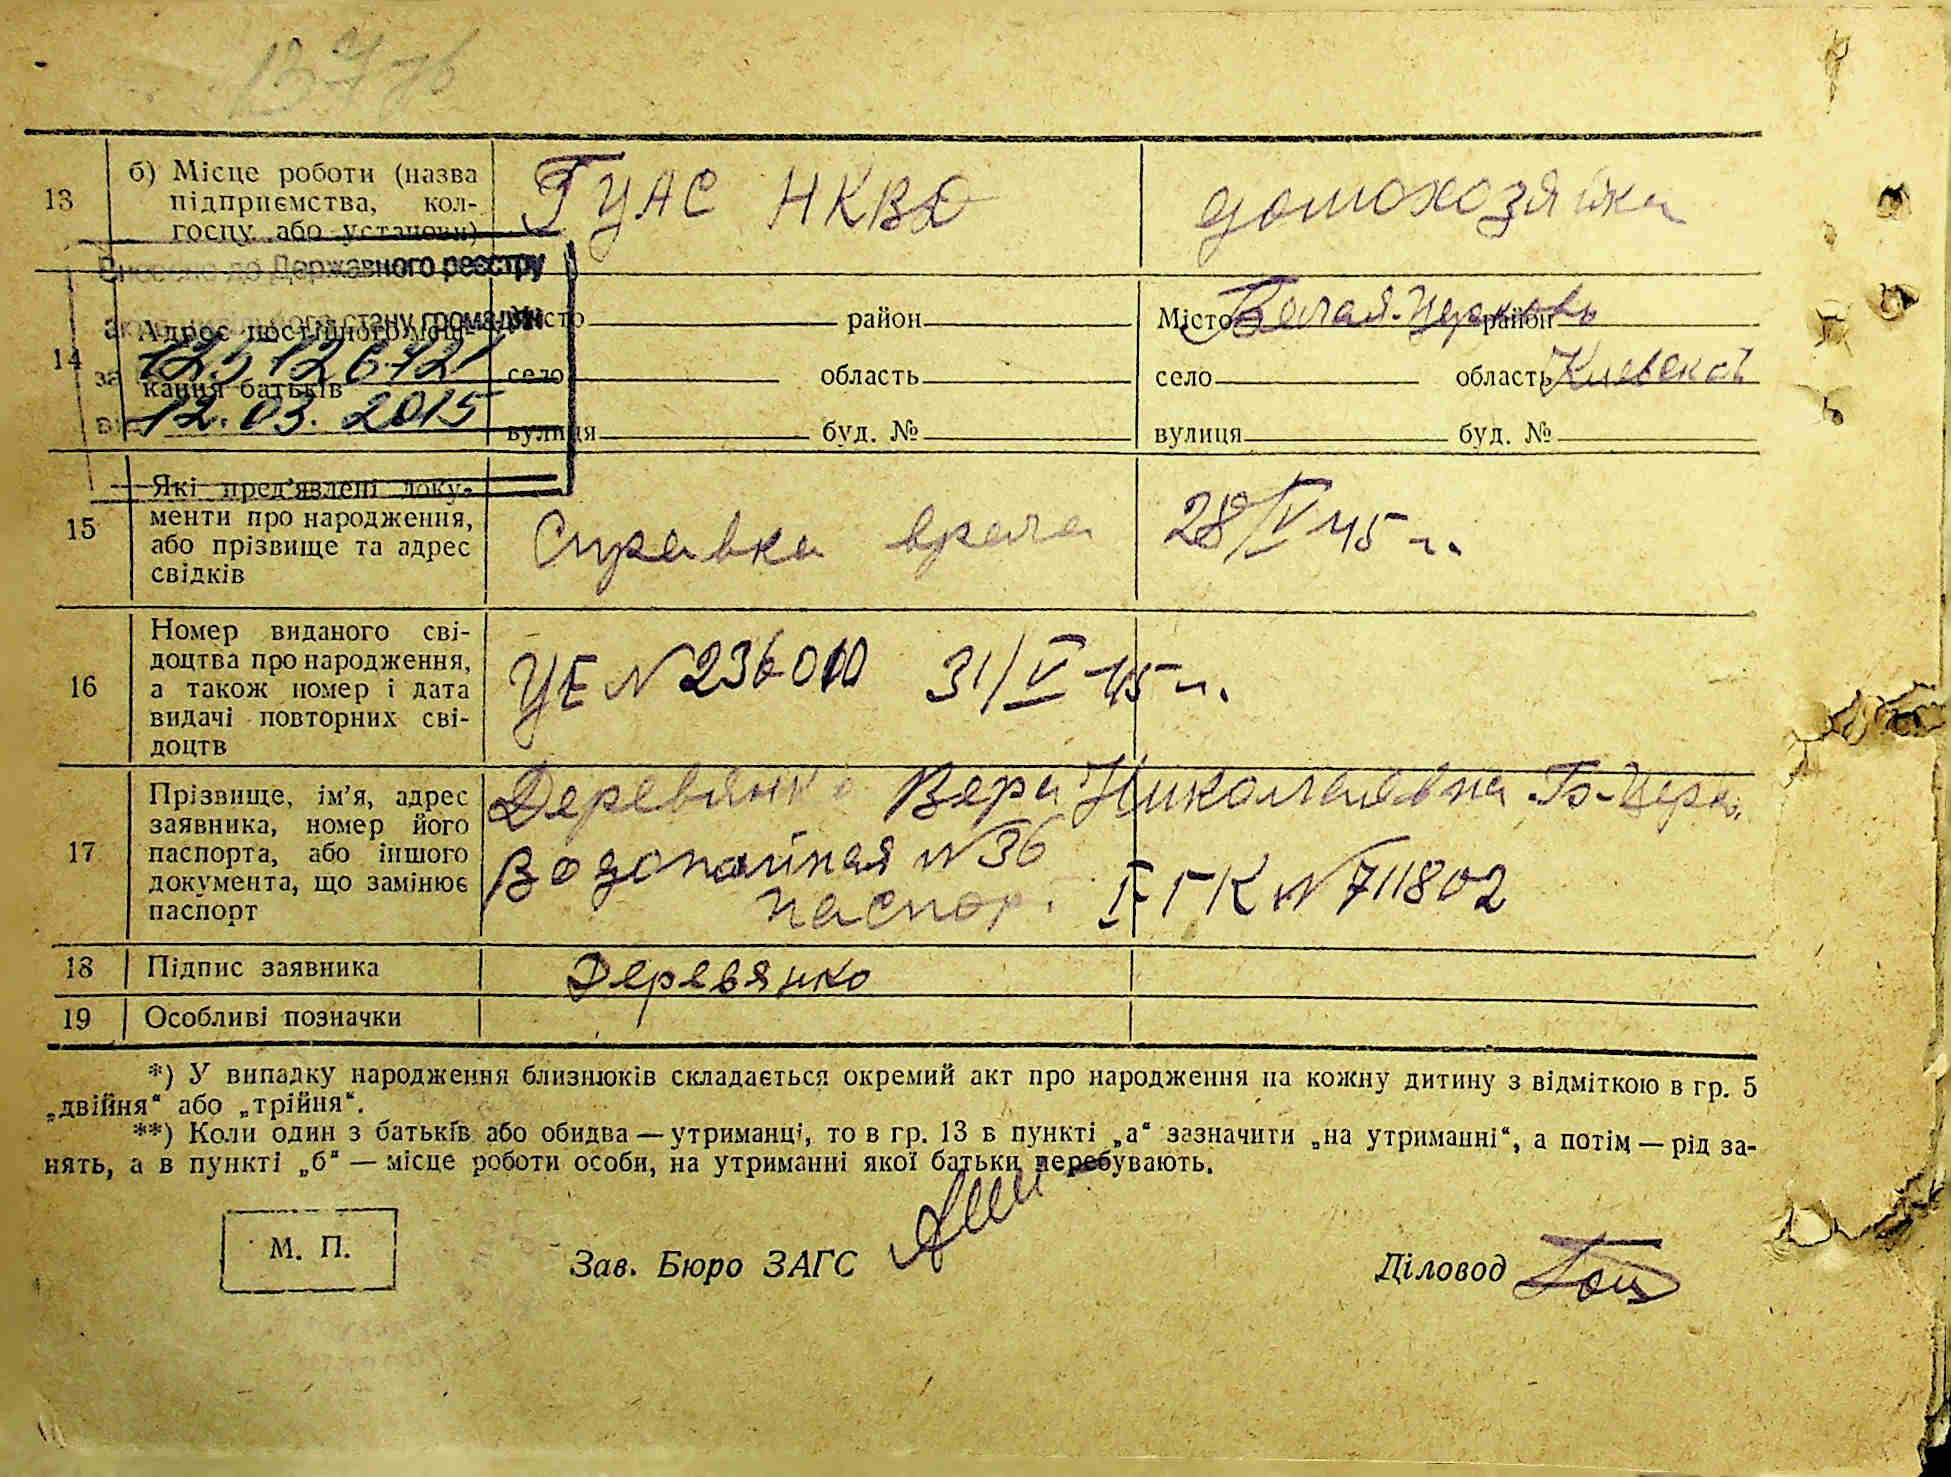 13 б) Місце роботи (назва підприємства, кол-
госпу або установи)
ГУАС НКВД
домохозяйка
Внесено до Державного реєстру
актів цивільного стану громадян
за 12512672
12.03.2015
14 Адрес постійного меш-
кання батьків
Місто район
село область
вулиця буд. №
Місто Белая-Церковь район
село область Киевской
вулиця буд. №
15 Які пред'явлені доку-
менти про народження,
або прізвище та адрес
свідків
Справка врача 28/V 45 г.
16 Номер виданого сві-
доцтва про народження,
а також номер і дата
видачі повторних сві-
доцтв
УЕ N 236010 31/V-45 г.
17 Прізвище, ім'я, адрес
заявника, номер його
паспорта, або іншого
документа, що замінює
паспорт
Деревянко Вера Николаевна Б-Церк.
Водопойная N 36
паспор. I-ГК N 711802
18 Підпис заявника
Деревянко
19 Особливі позначки
*) У випадку народження близнюків складається окремий акт про народження на кожну дитину з відміткою в гр. 5
„двійня“ або „трійня“.
**) Коли один з батьків або обидва — утриманці, то в гр. 13 в пункті „а“ зазначити „на утриманні“, а потім — рід за-
нять, а в пункті „б“ — місце роботи особи, на утриманні якої батьки перебувають.
М. П.
Зав. Бюро ЗАГС
Діловод